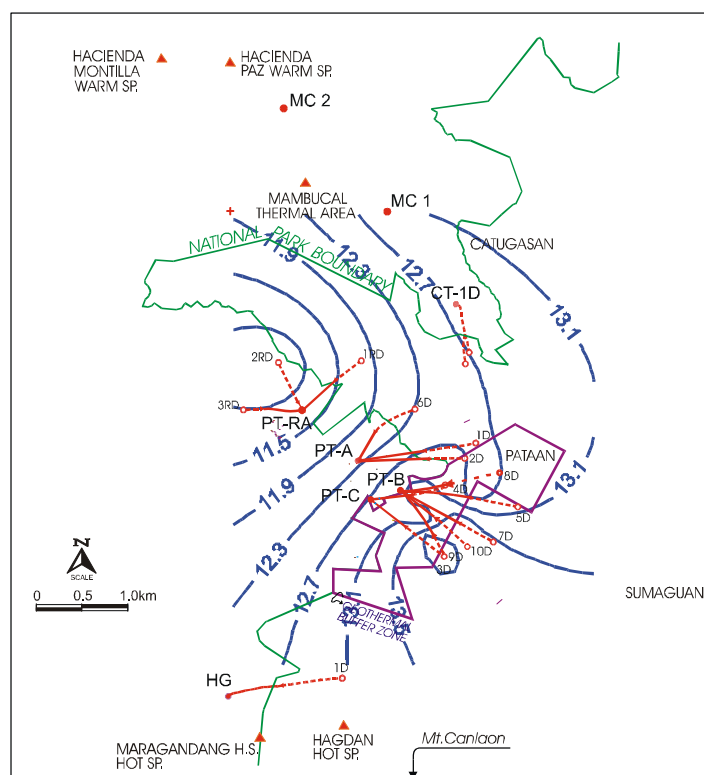 HACIENDA
MONTILLA
WARM SP.
HACIENDA
PAZ WARM SP.
MC 2
MAMBUCAL
THERMAL AREA
MC 1
CATUGASAN
NATIONAL PARK BOUNDARY
11.9
12.3
12.7
13.1
CT-1D
2RD
1RD
3RD
PT-RA
6D
11.5
PT-A
1D
2D
PATAAN
PT-B
4D
8D
PT-C
5D
13.1
11.9
7D
10D
9D
3D
12.3
12.7
13.1
GEOTHERMAL
BUFFER ZONE
N
SCALE
0 0.5 1.0km
SUMAGUAN
HG
1D
MARAGANDANG H.S.
HOT SP.
HAGDAN
HOT SP.
Mt.Canlaon